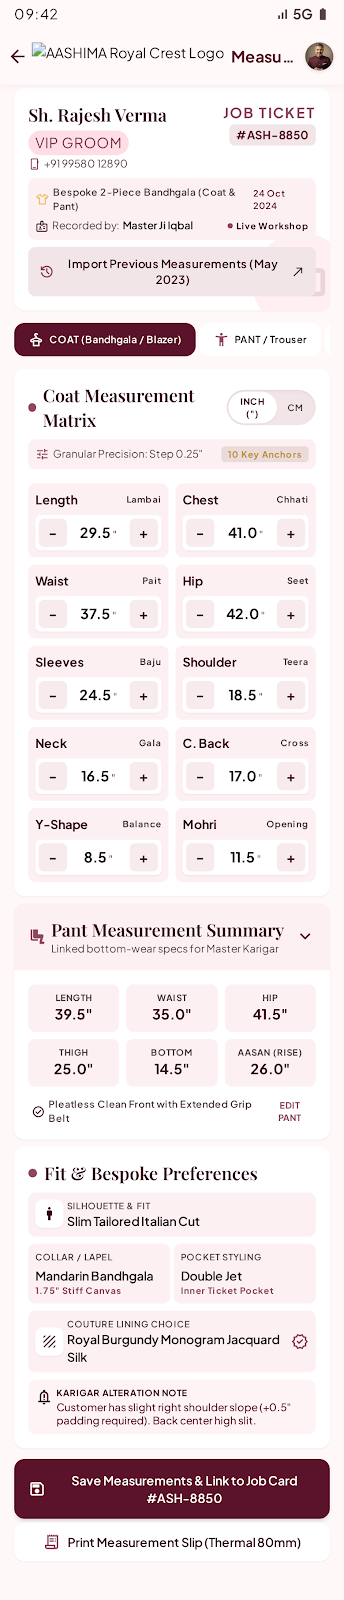 09:42 5G
AASHIMA Royal Crest Logo Measu...
Sh. Rajesh Verma
JOB TICKET
VIP GROOM
#ASH-8850
+91 99580 12890
Bespoke 2-Piece Bandhgala (Coat &
Pant)
24 Oct
2024
Recorded by: Master Ji Iqbal
Live Workshop
Import Previous Measurements (May
2023)
COAT (Bandhgala / Blazer)
PANT / Trouser
Coat Measurement
Matrix
INCH
(")
CM
Granular Precision: Step 0.25"
10 Key Anchors
Length Lambai
- 29.5 " +
Chest Chhati
- 41.0 " +
Waist Pait
- 37.5 " +
Hip Seet
- 42.0 " +
Sleeves Baju
- 24.5 " +
Shoulder Teera
- 18.5 " +
Neck Gala
- 16.5 " +
C. Back Cross
- 17.0 " +
Y-Shape Balance
- 8.5 " +
Mohri Opening
- 11.5 " +
Pant Measurement Summary
Linked bottom-wear specs for Master Karigar
LENGTH
39.5"
WAIST
35.0"
HIP
41.5"
THIGH
25.0"
BOTTOM
14.5"
AASAN (RISE)
26.0"
Pleatless Clean Front with Extended Grip
Belt
EDIT
PANT
Fit & Bespoke Preferences
SILHOUETTE & FIT
Slim Tailored Italian Cut
COLLAR / LAPEL
Mandarin Bandhgala
1.75" Stiff Canvas
POCKET STYLING
Double Jet
Inner Ticket Pocket
COUTURE LINING CHOICE
Royal Burgundy Monogram Jacquard
Silk
KARIGAR ALTERATION NOTE
Customer has slight right shoulder slope (+0.5"
padding required). Back center high slit.
Save Measurements & Link to Job Card
#ASH-8850
Print Measurement Slip (Thermal 80mm)